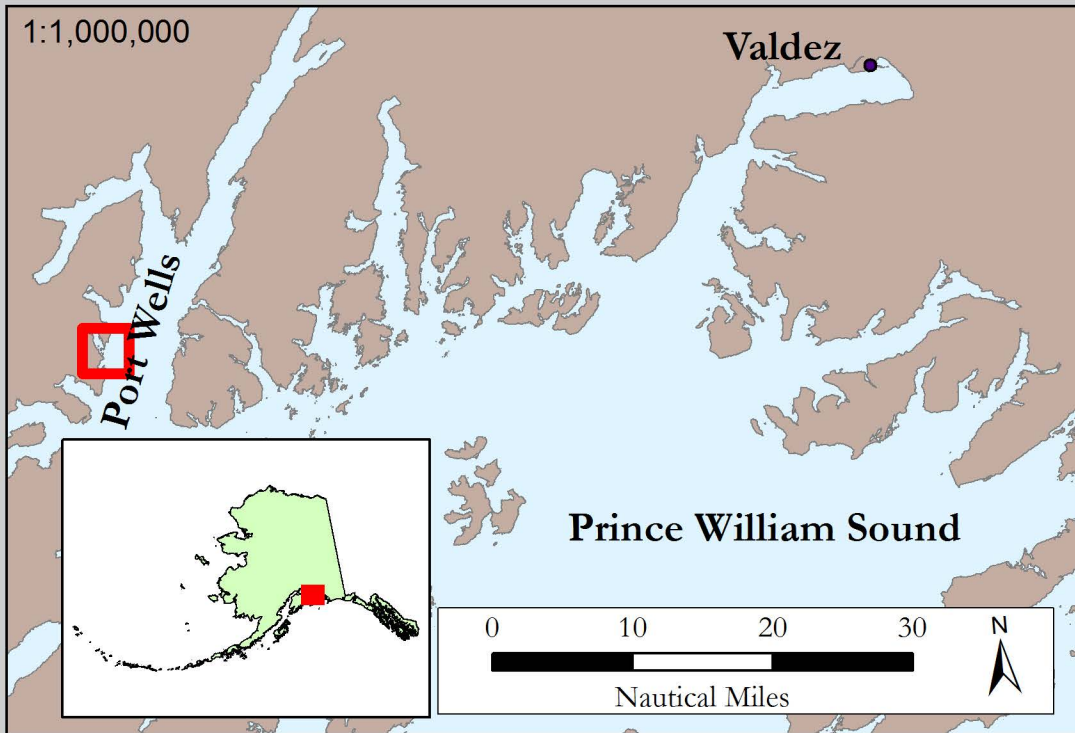 1:1,000,000
Valdez
Port Wells
Prince William Sound
0 10 20 30
Nautical Miles
N